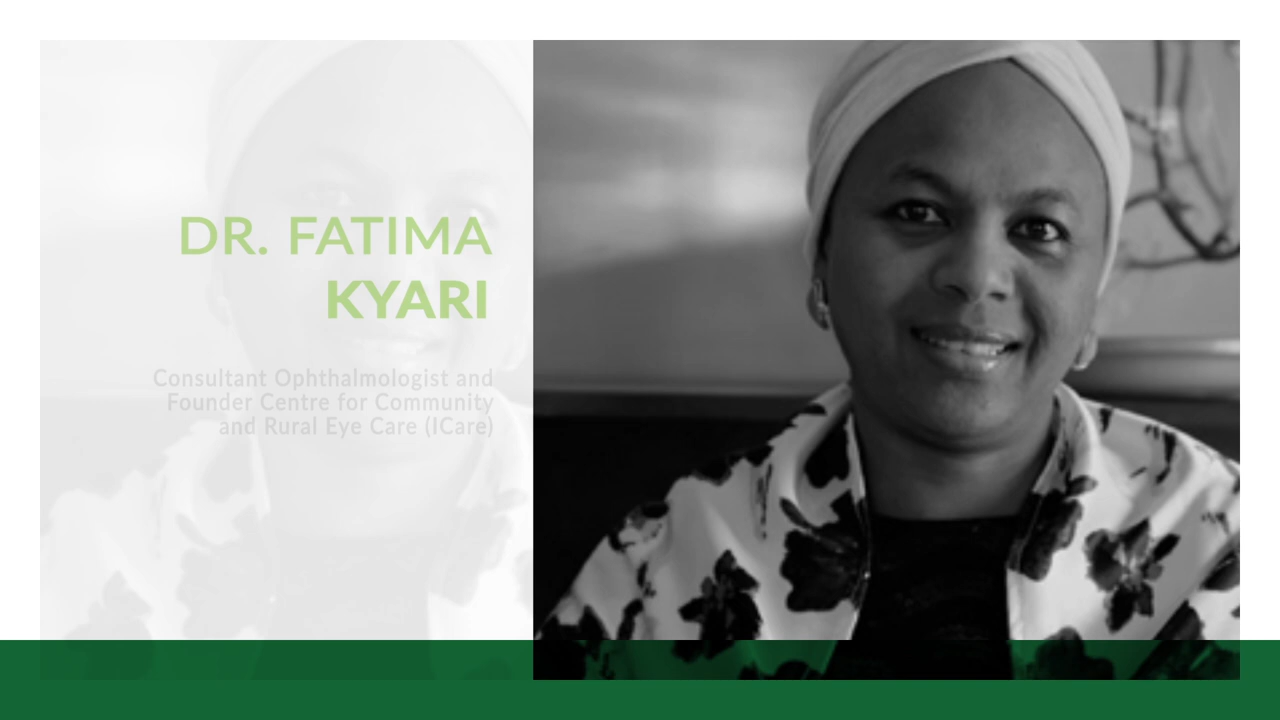 DR. FATIMA
KYARI
Consultant Ophthalmologist and
Founder Centre for Community
and Rural Eye Care (ICare)